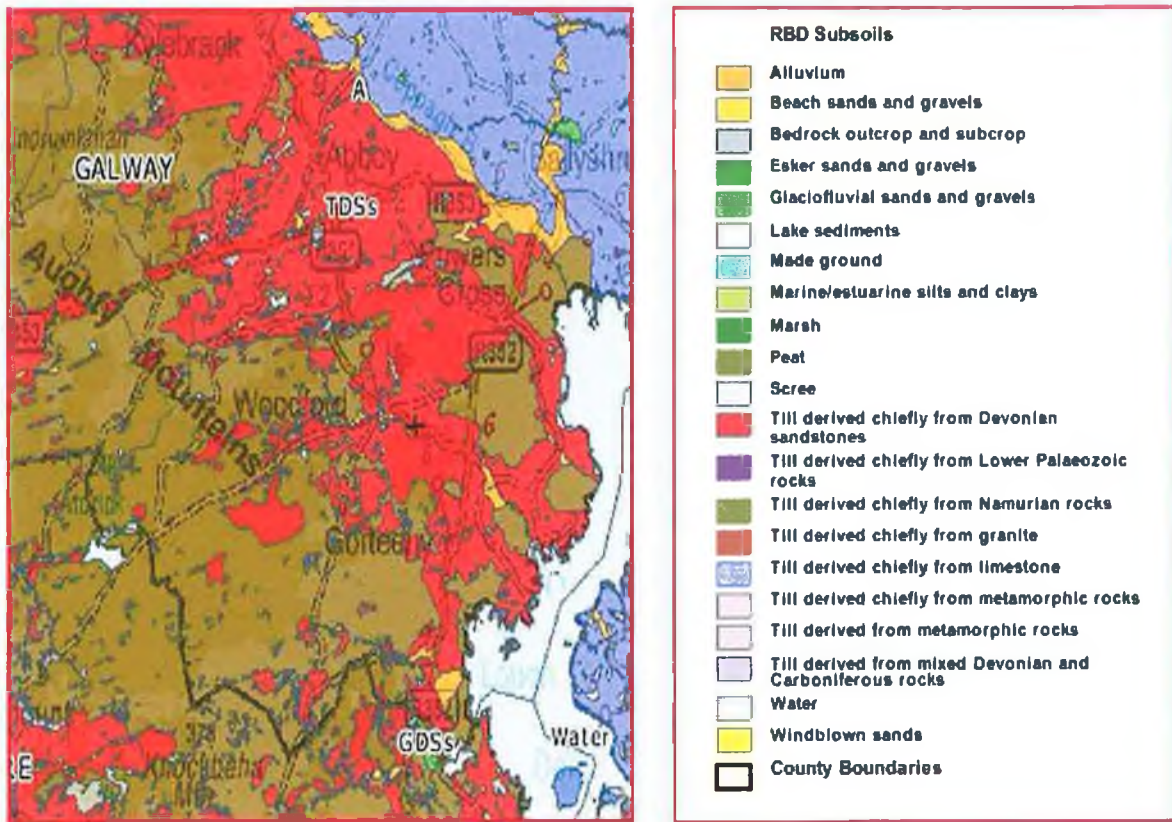 A
Abbey
GALWAY
TDSs
Aughty
Mountains
Woodford
6
GDSs
Water
E
RBD Subsoils
Alluvium
Beach sands and gravels
Bedrock outcrop and subcrop
Esker sands and gravels
Glaciofluvial sands and gravels
Lake sediments
Made ground
Marine/estuarine silts and clays
Marsh
Peat
Scree
Till derived chiefly from Devonian
sandstones
Till derived chiefly from Lower Palaeozoic
rocks
Till derived chiefly from Namurian rocks
Till derived chiefly from granite
Till derived chiefly from limestone
Till derived chiefly from metamorphic rocks
Till derived from metamorphic rocks
Till derived from mixed Devonian and
Carboniferous rocks
Water
Windblown sands
County Boundaries